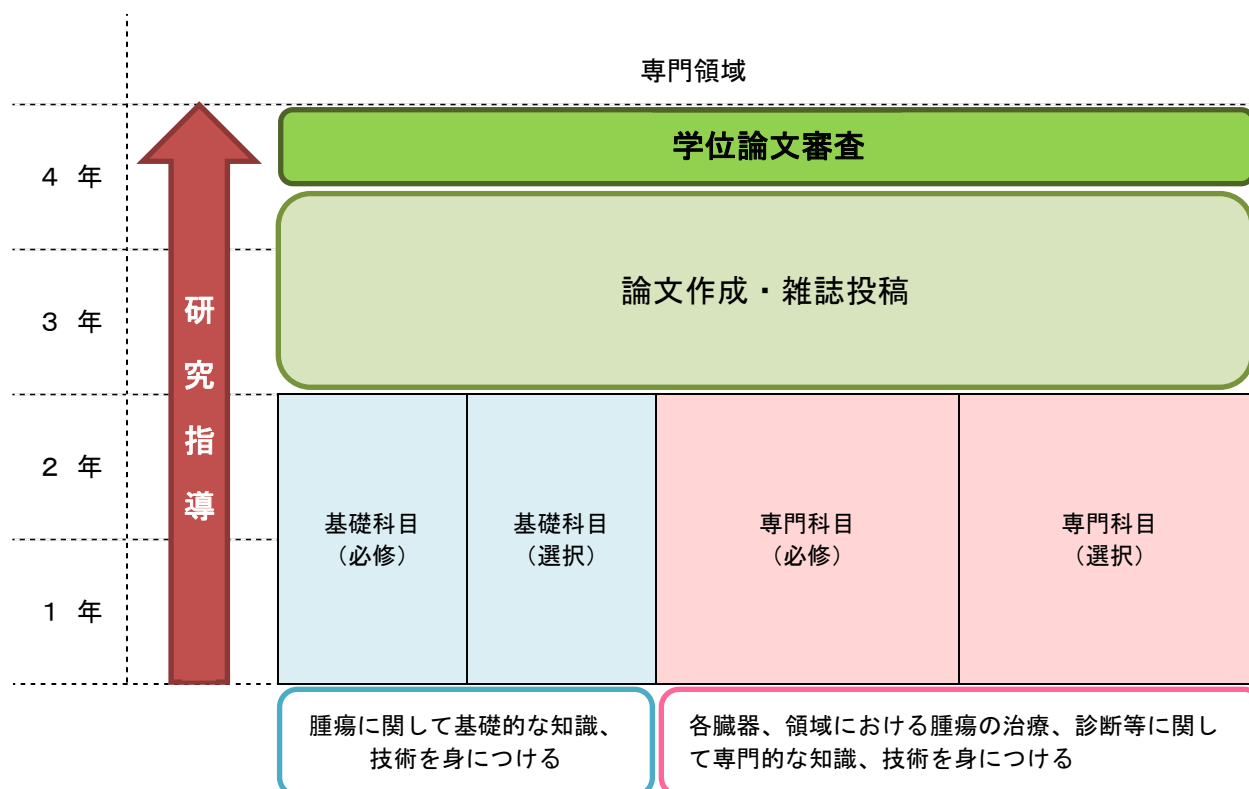 専門領域
4 年
学位論文審査
論文作成・雑誌投稿
3 年
研究指導
2 年
基礎科目
（必修）
基礎科目
（選択）
専門科目
（必修）
専門科目
（選択）
1 年
腫瘍に関して基礎的な知識、
技術を身につける
各臓器、領域における腫瘍の治療、診断等に関し
て専門的な知識、技術を身につける